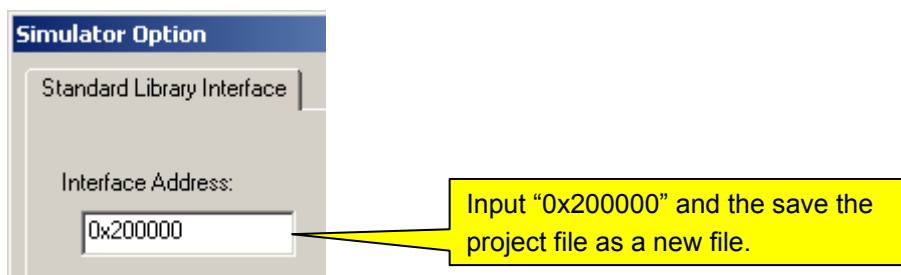 Simulator Option
Standard Library Interface
Interface Address:
0x200000
Input “0x200000” and the save the
project file as a new file.